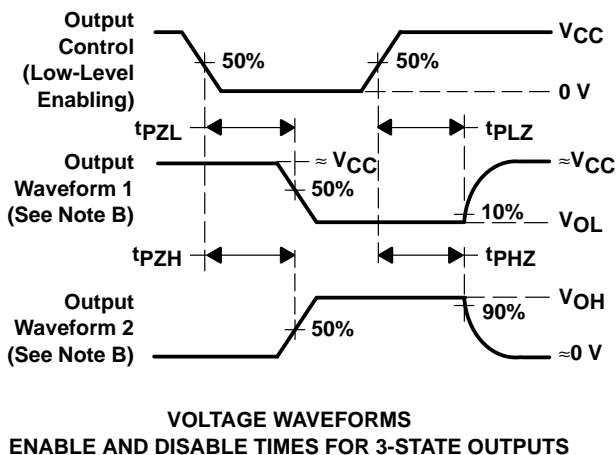 Output
Control
(Low-Level
Enabling)
50%
50%
VCC
0 V
tPZL
tPLZ
Output
Waveform 1
(See Note B)
≈ VCC
50%
≈VCC
10%
VOL
tPZH
tPHZ
Output
Waveform 2
(See Note B)
50%
VOH
90%
≈0 V
VOLTAGE WAVEFORMS
ENABLE AND DISABLE TIMES FOR 3-STATE OUTPUTS